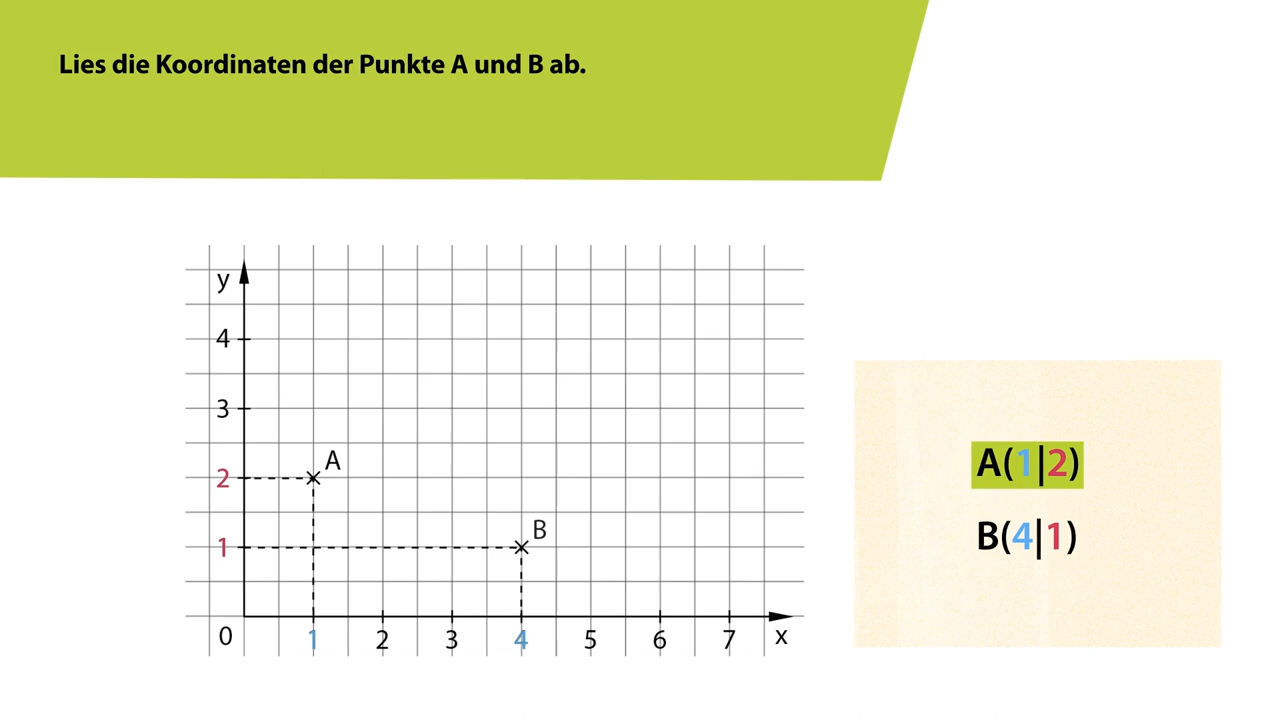 Lies die Koordinaten der Punkte A und B ab.
y
4
3
2
1
0
1 2 3 4 5 6 7 x
A
B
A(1|2)
B(4|1)